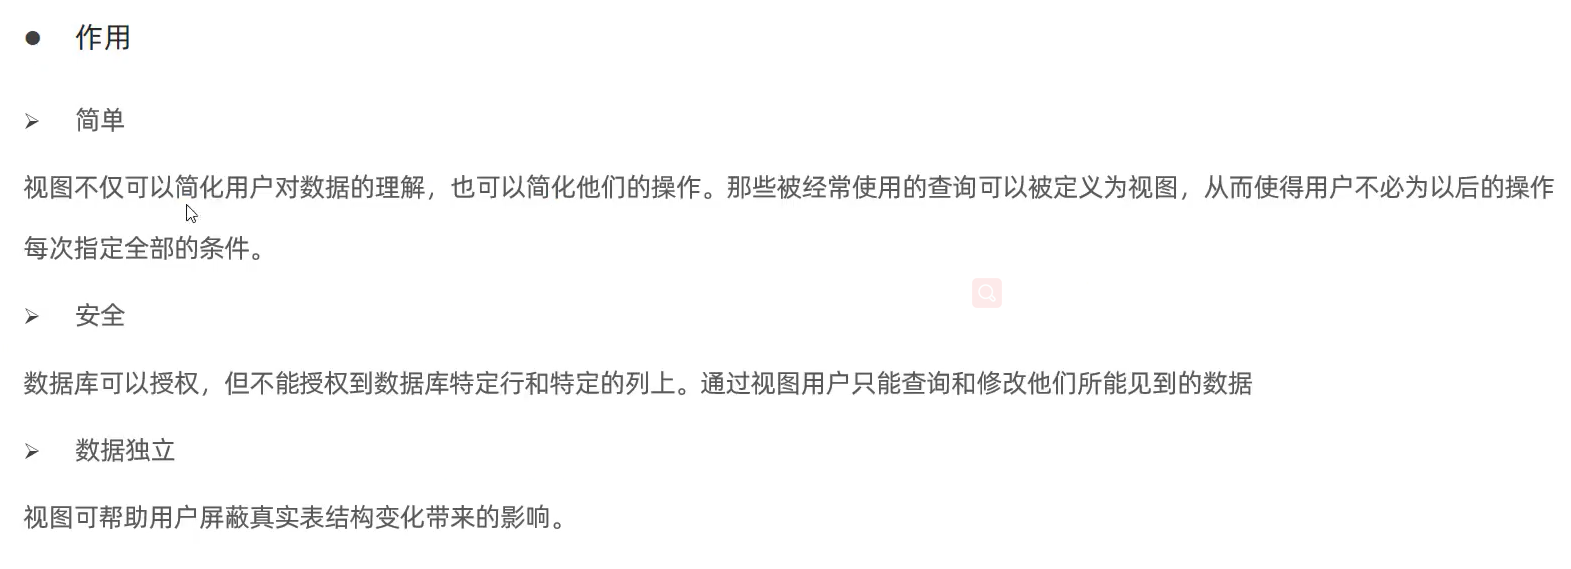 ● 作用
➢ 简单
视图不仅可以简化用户对数据的理解，也可以简化他们的操作。那些被经常使用的查询可以被定义为视图，从而使得用户不必为以后的操作
每次指定全部的条件。
➢ 安全
数据库可以授权，但不能授权到数据库特定行和特定的列上。通过视图用户只能查询和修改他们所能见到的数据
➢ 数据独立
视图可帮助用户屏蔽真实表结构变化带来的影响。